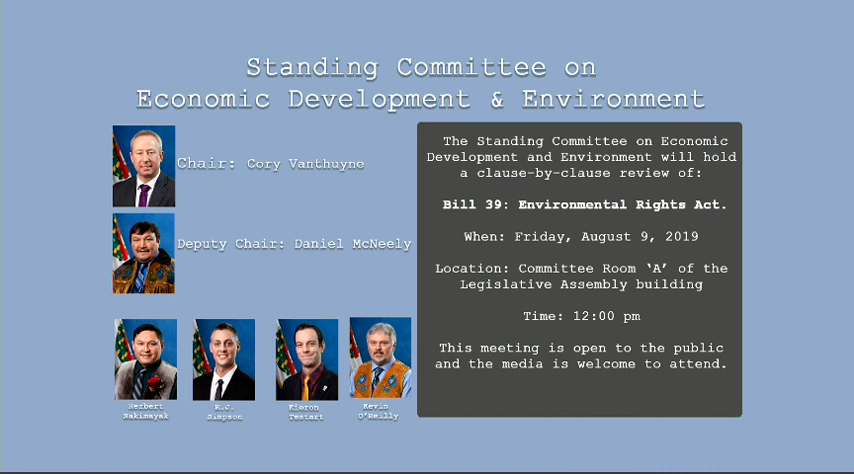 Standing Committee on
Economic Development & Environment
Chair: Cory Vanthuyne
Deputy Chair: Daniel McNeely
Herbert
Nakimayak
R.J.
Simpson
Kieron
Testart
Kevin
O'Reilly
The Standing Committee on Economic
Development and Environment will hold
a clause-by-clause review of:
Bill 39: Environmental Rights Act.
When: Friday, August 9, 2019
Location: Committee Room ‘A’ of the
Legislative Assembly building
Time: 12:00 pm
This meeting is open to the public
and the media is welcome to attend.